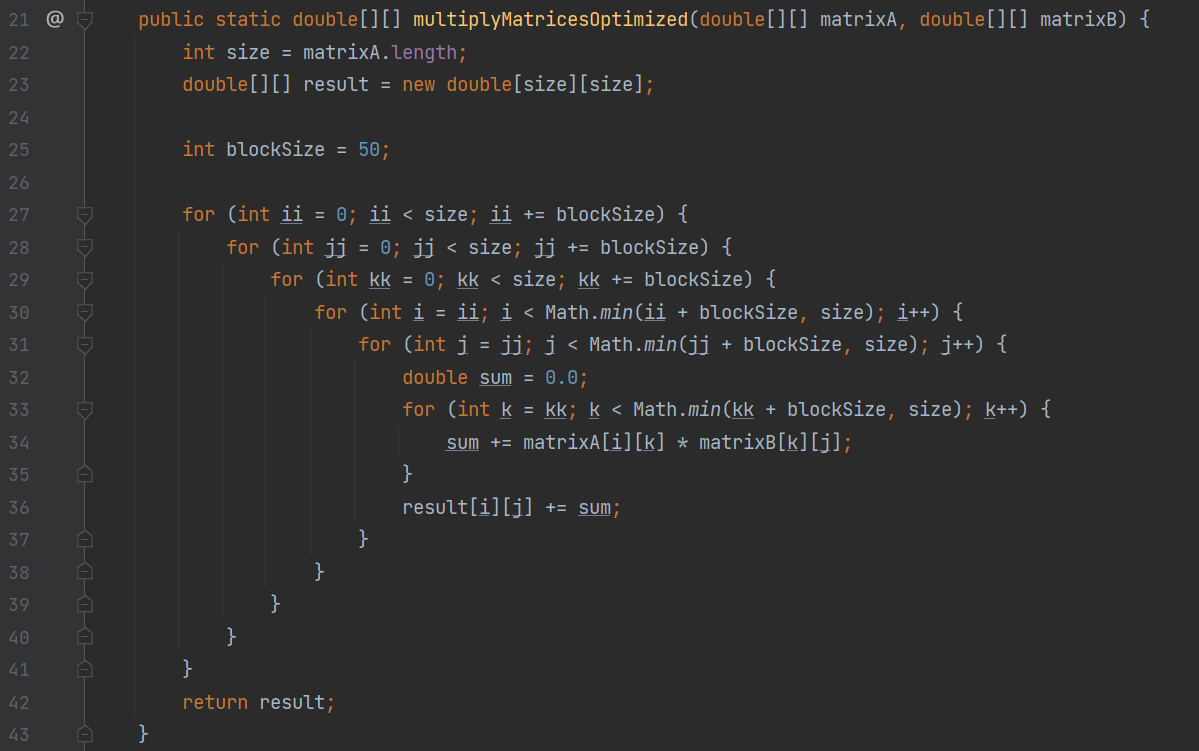 21 @ public static double[][] multiplyMatricesOptimized(double[][] matrixA, double[][] matrixB) {
22 int size = matrixA.length;
23 double[][] result = new double[size][size];
24
25 int blockSize = 50;
26
27 for (int ii = 0; ii < size; ii += blockSize) {
28 for (int jj = 0; jj < size; jj += blockSize) {
29 for (int kk = 0; kk < size; kk += blockSize) {
30 for (int i = ii; i < Math.min(ii + blockSize, size); i++) {
31 for (int j = jj; j < Math.min(jj + blockSize, size); j++) {
32 double sum = 0.0;
33 for (int k = kk; k < Math.min(kk + blockSize, size); k++) {
34 sum += matrixA[i][k] * matrixB[k][j];
35 }
36 result[i][j] += sum;
37 }
38 }
39 }
40 }
41 }
42 return result;
43 }